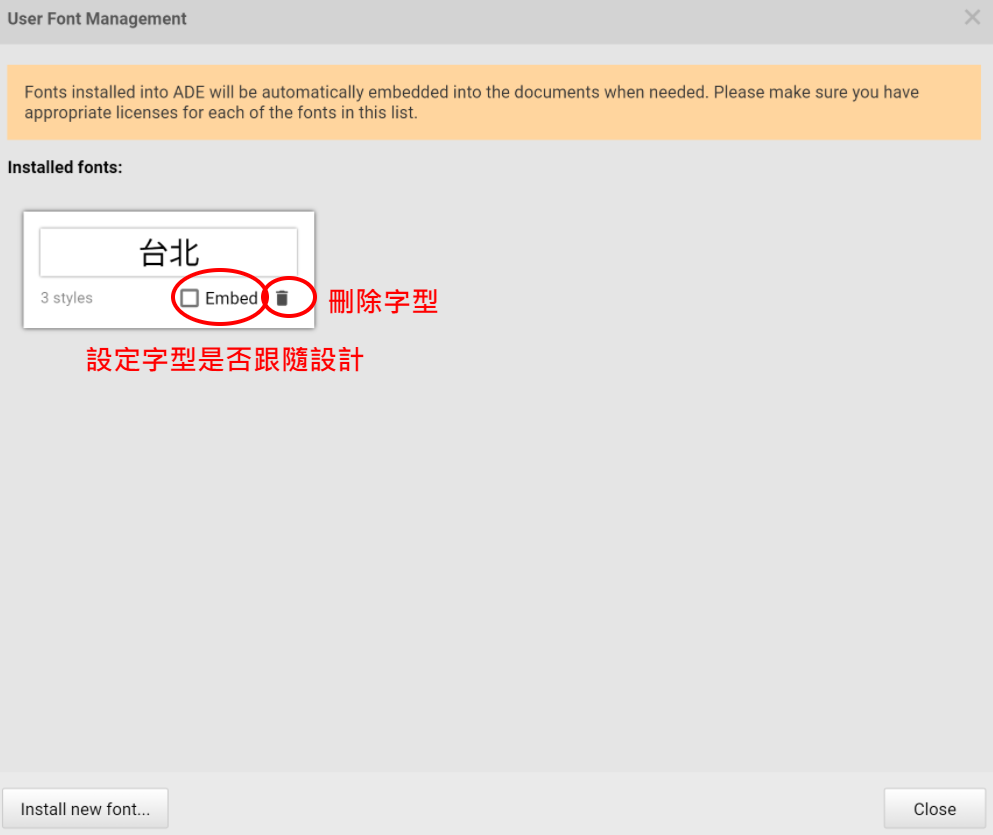 User Font Management
Fonts installed into ADE will be automatically embedded into the documents when needed. Please make sure you have
appropriate licenses for each of the fonts in this list.
Installed fonts:
台北
3 styles
Embed
刪除字型
設定字型是否跟隨設計
Install new font...
Close